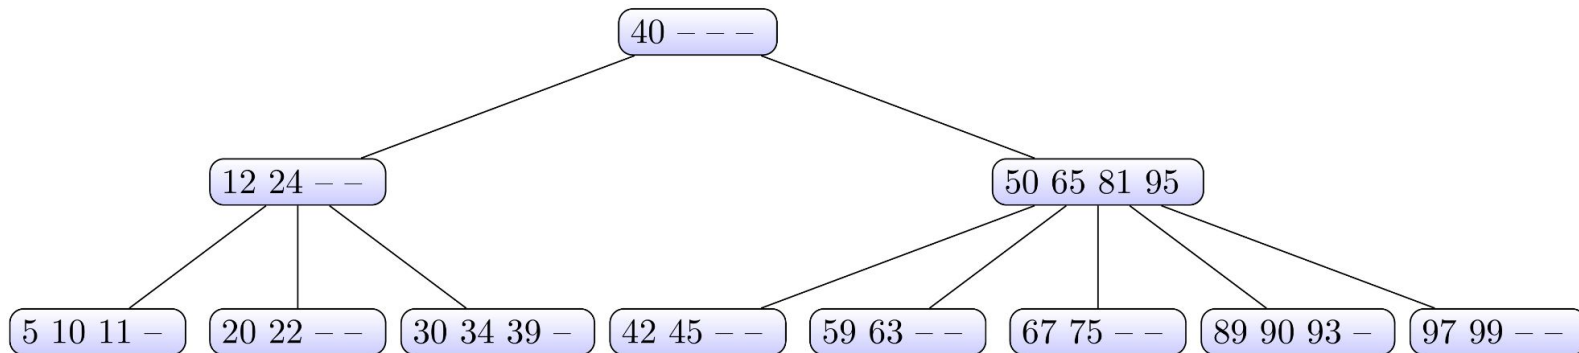 40 – – –
12 24 – –
50 65 81 95
5 10 11 –
20 22 – –
30 34 39 –
42 45 – –
59 63 – –
67 75 – –
89 90 93 –
97 99 – –